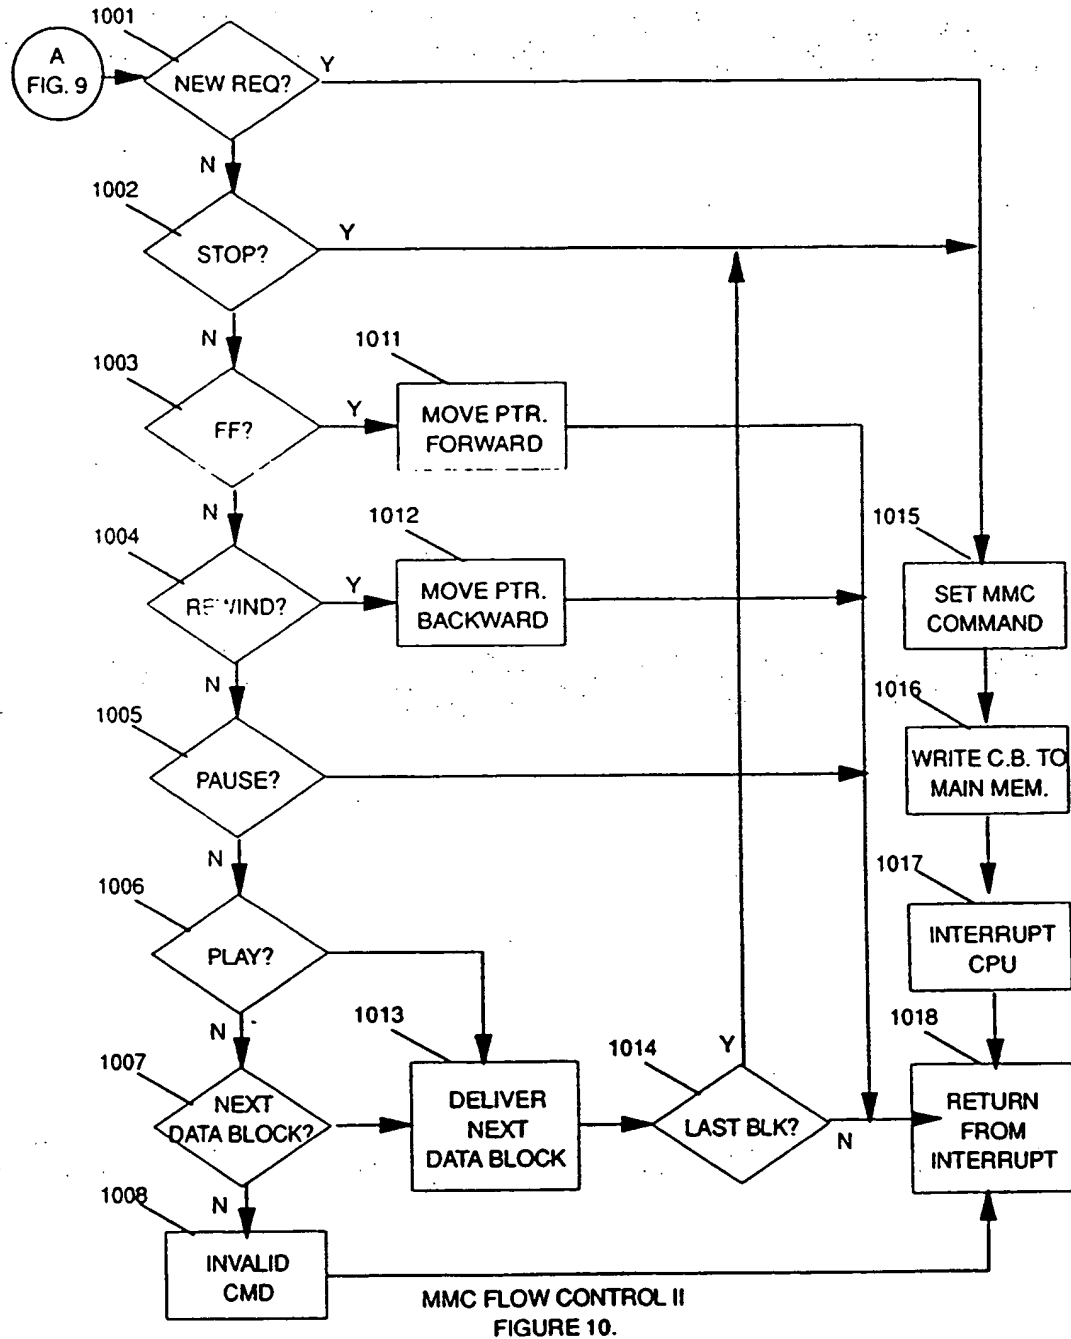 1001
A
FIG. 9
NEW REQ?
Y
N
1002
STOP?
Y
N
1003
FF?
Y
1011
MOVE PTR.
FORWARD
N
1004
REWIND?
Y
1012
MOVE PTR.
BACKWARD
N
1005
PAUSE?
N
1006
PLAY?
N
1007
NEXT
DATA BLOCK?
N
1008
INVALID
CMD
1013
DELIVER
NEXT
DATA BLOCK
1014
LAST BLK?
Y
N
1015
SET MMC
COMMAND
1016
WRITE C.B. TO
MAIN MEM.
1017
INTERRUPT
CPU
1018
RETURN
FROM
INTERRUPT
MMC FLOW CONTROL II
FIGURE 10.